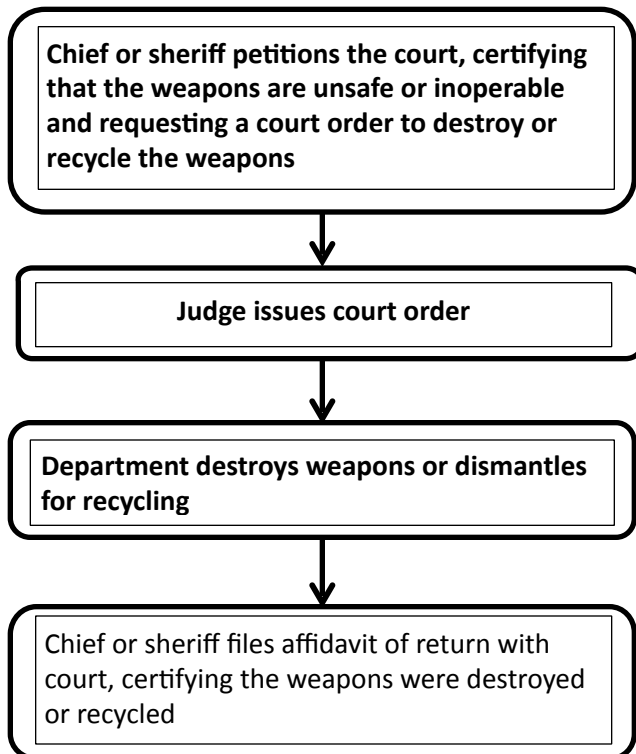 Chief or sheriff petitions the court, certifying
that the weapons are unsafe or inoperable
and requesting a court order to destroy or
recycle the weapons
Judge issues court order
Department destroys weapons or dismantles
for recycling
Chief or sheriff files affidavit of return with
court, certifying the weapons were destroyed
or recycled